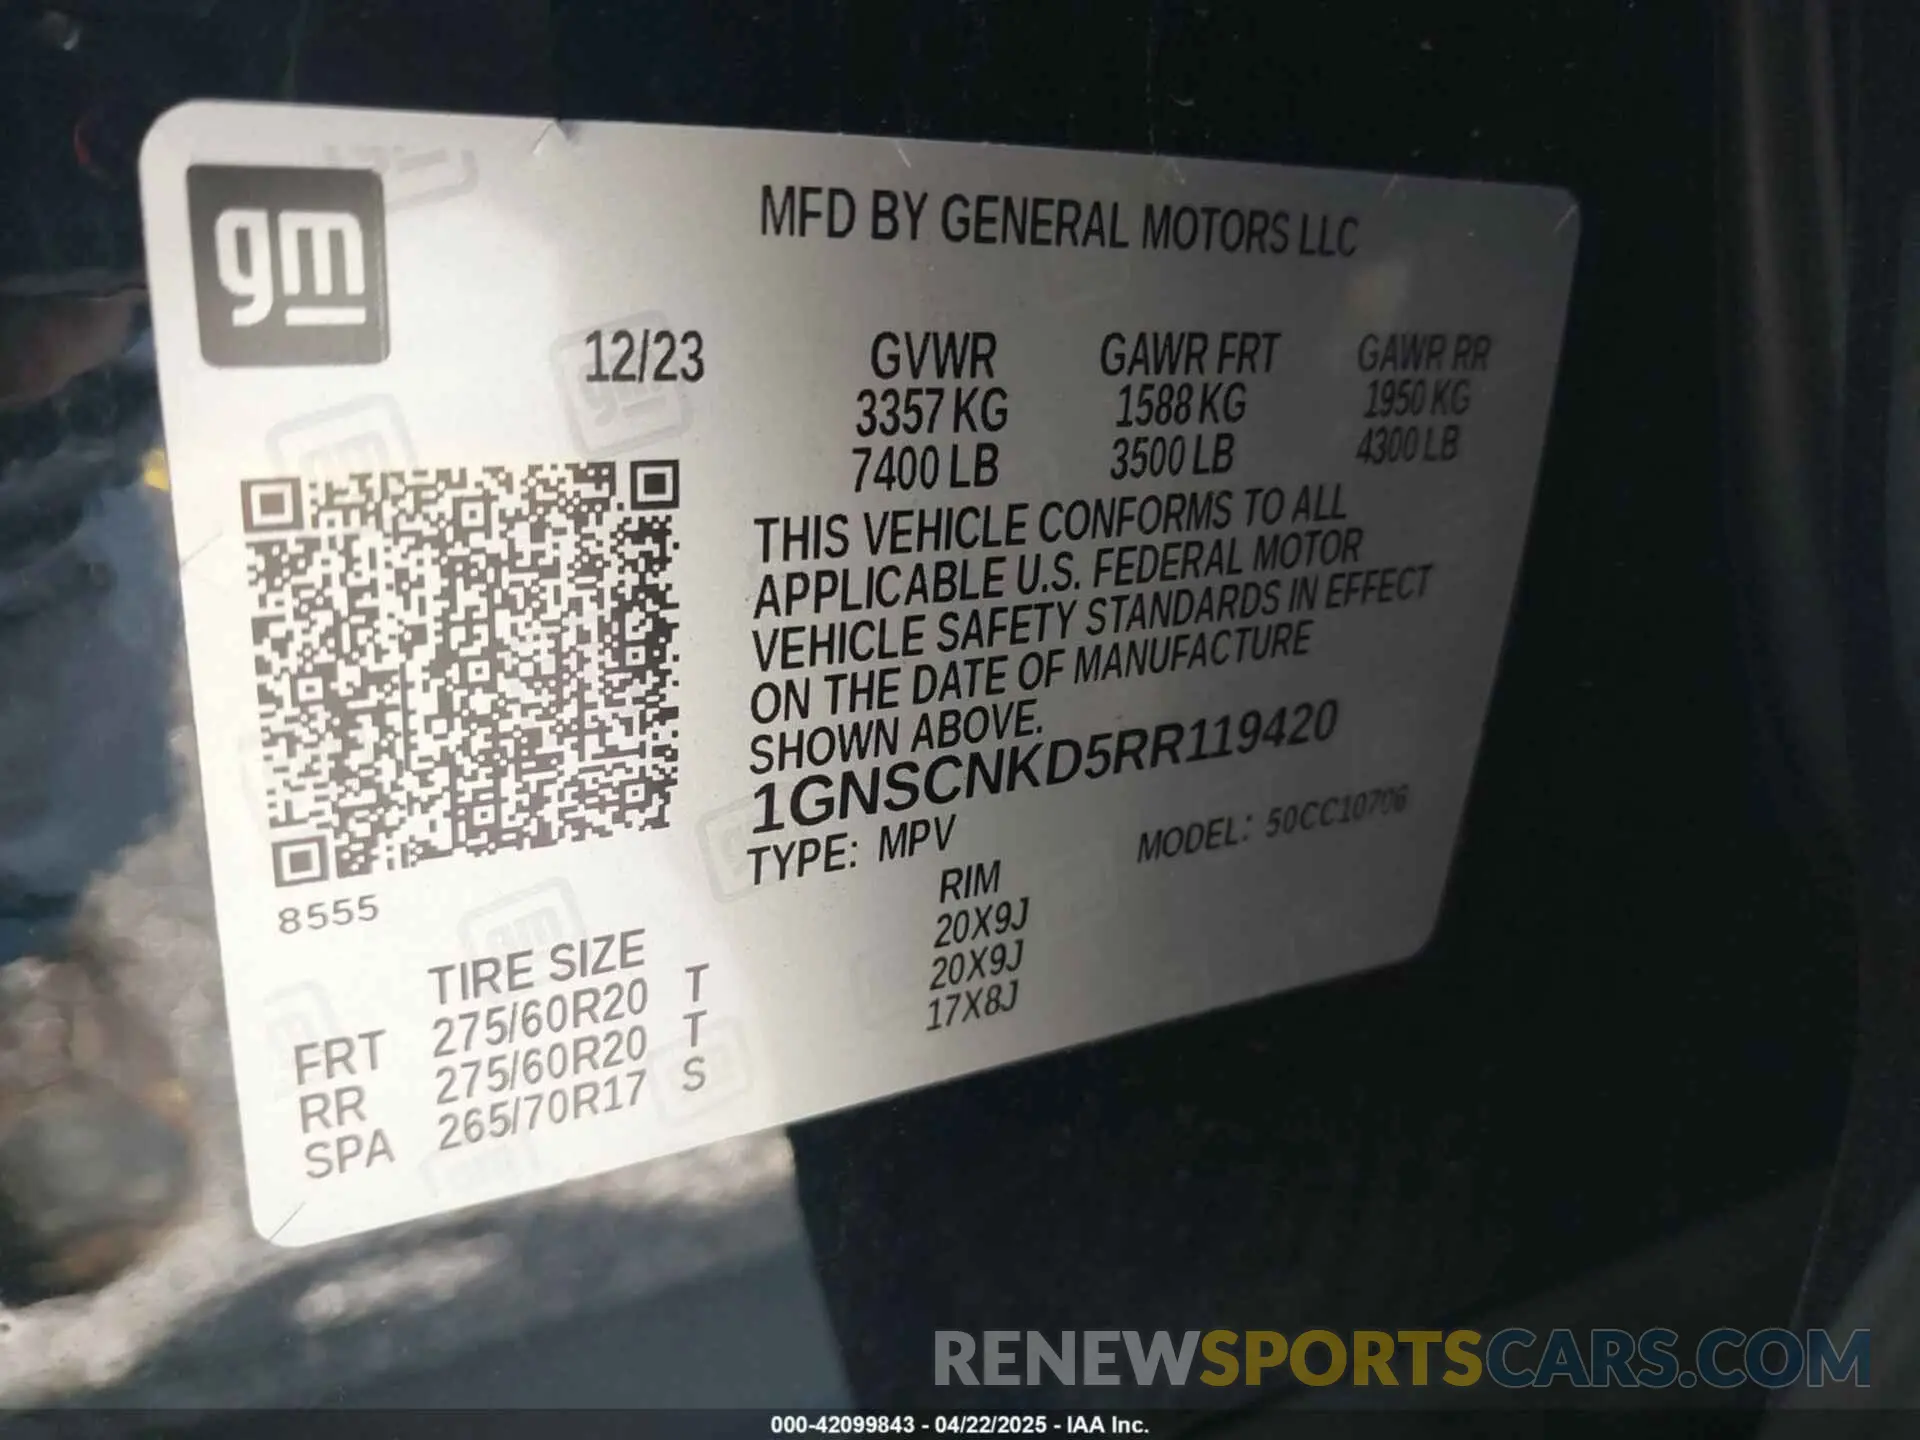 gm
MFD BY GENERAL MOTORS LLC
12/23 GVWR GAWR FRT GAWR RR
3357 KG 1588 KG 1950 KG
7400 LB 3500 LB 4300 LB
THIS VEHICLE CONFORMS TO ALL
APPLICABLE U.S. FEDERAL MOTOR
VEHICLE SAFETY STANDARDS IN EFFECT
ON THE DATE OF MANUFACTURE
SHOWN ABOVE.
1GNSCNKD5RR119420
TYPE: MPV MODEL: 50CC10706
8555
TIRE SIZE RIM
FRT 275/60R20 T 20X9J
RR 275/60R20 T 20X9J
SPA 265/70R17 S 17X8J
RENEWSPORTSCARS.COM
000-42099843 - 04/22/2025 - IAA Inc.